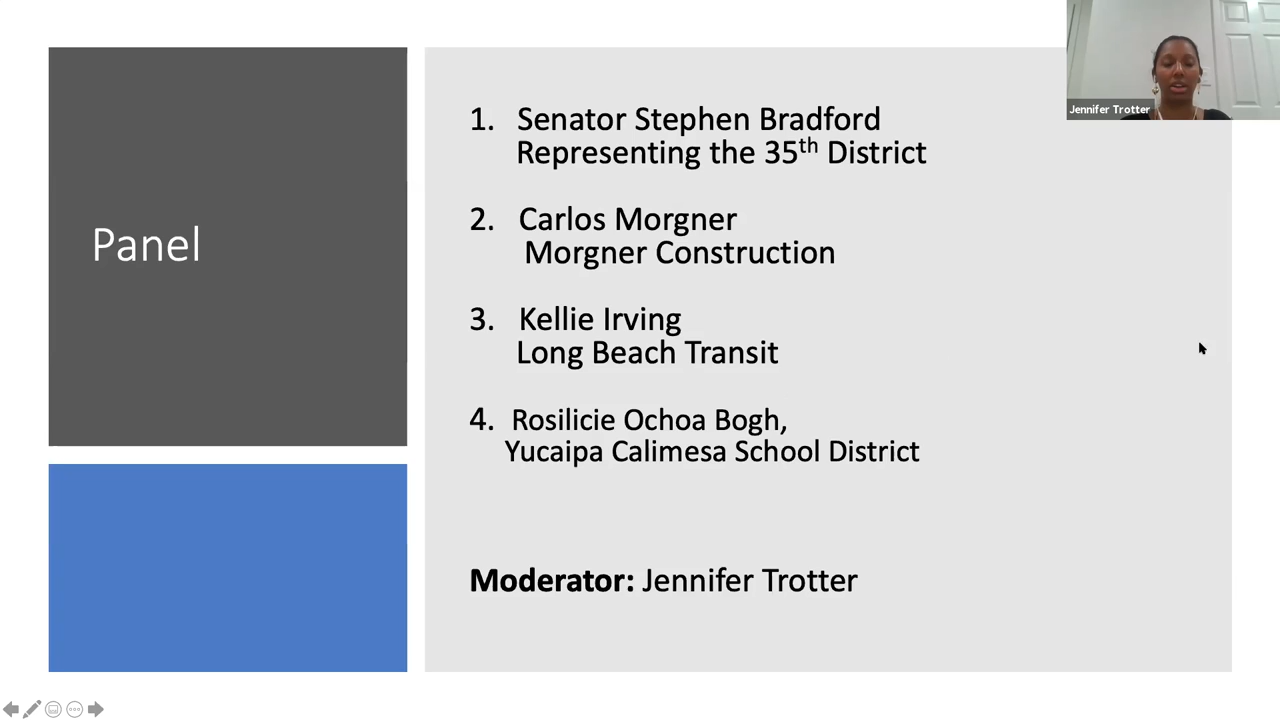 Panel
1. Senator Stephen Bradford
Representing the 35th District
2. Carlos Morgner
Morgner Construction
3. Kellie Irving
Long Beach Transit
4. Rosilicie Ochoa Bogh,
Yucaipa Calimesa School District
Moderator: Jennifer Trotter
Jennifer Trotter